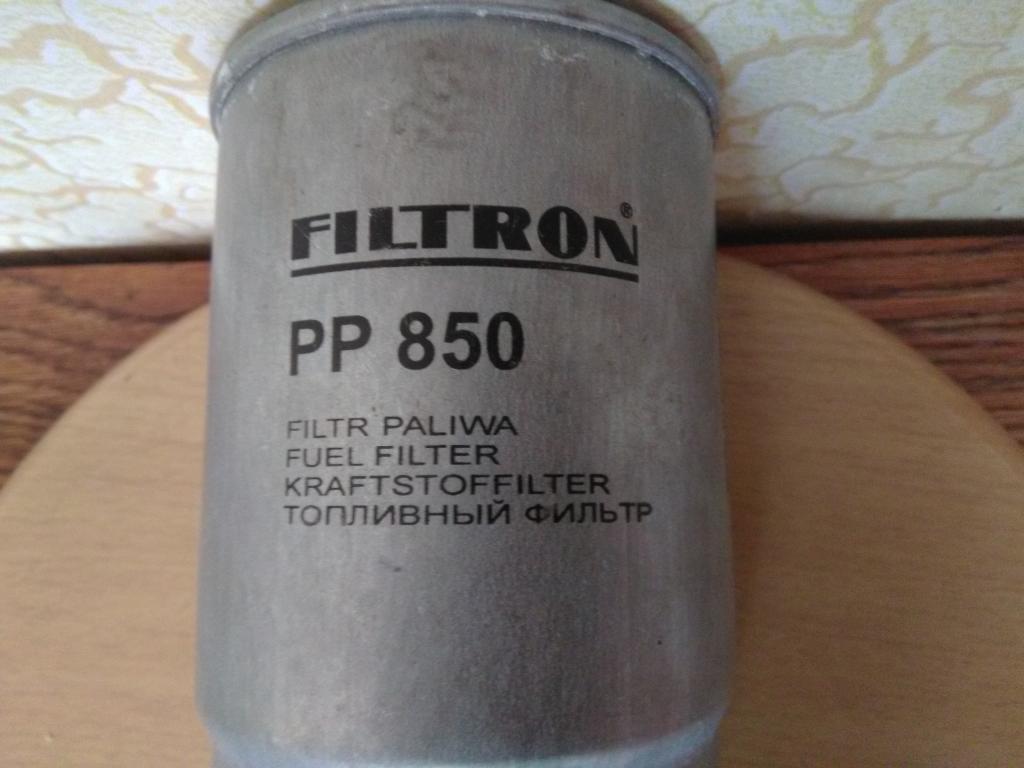 FILTRON®
PP 850
FILTR PALIWA
FUEL FILTER
KRAFTSTOFFILTER
ТОПЛИВНЫЙ ФИЛЬТР